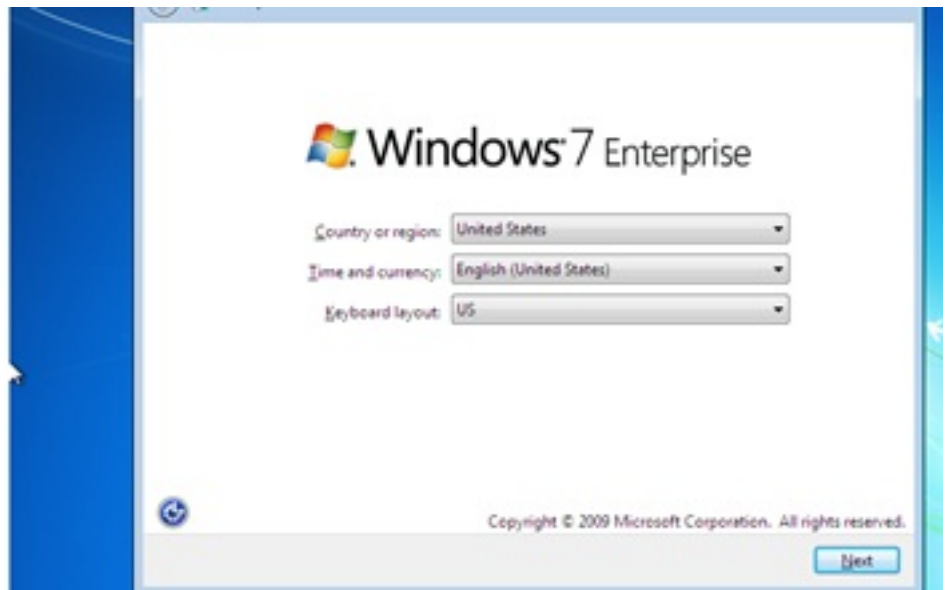 Windows 7 Enterprise
Country or region: United States
Time and currency: English (United States)
Keyboard layout: US
Copyright © 2009 Microsoft Corporation. All rights reserved.
Next